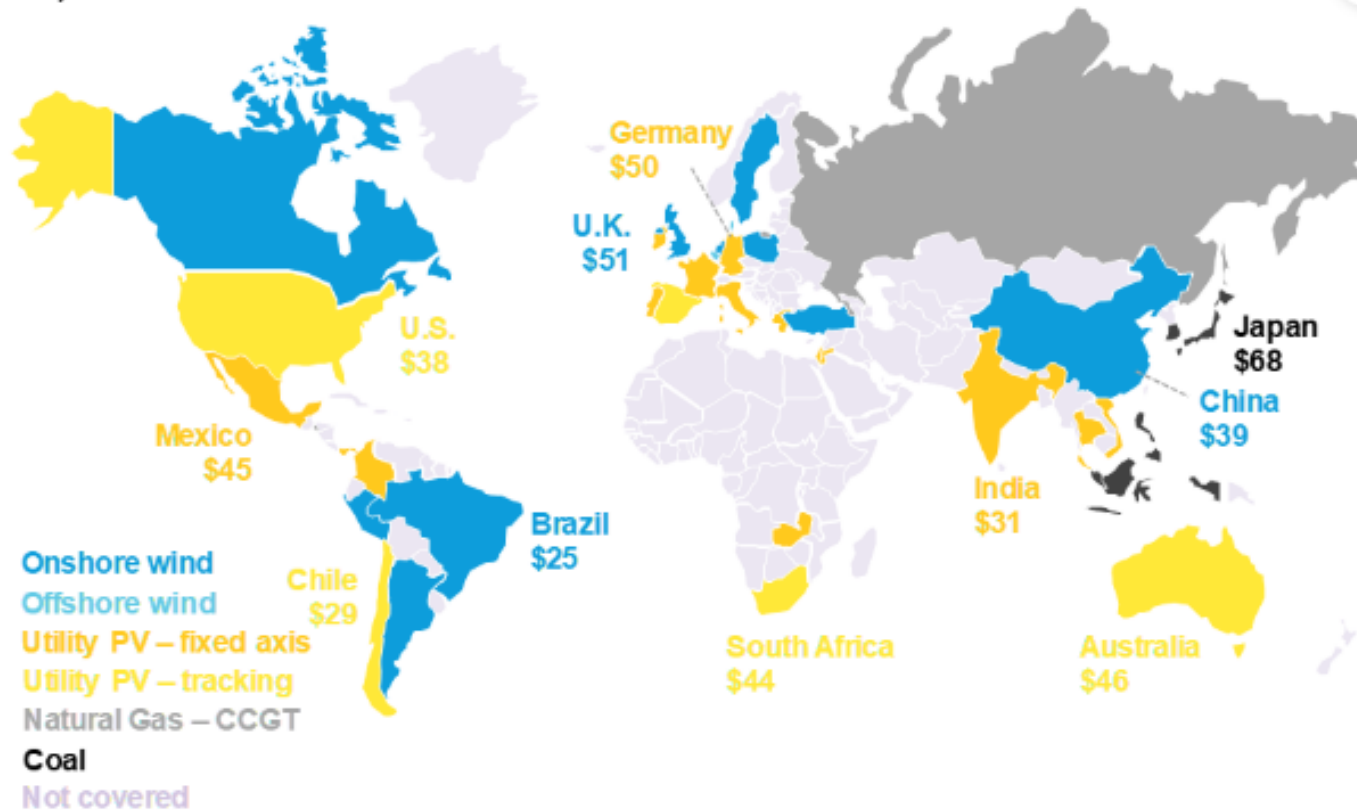 Germany
$50
U.K.
$51
U.S.
$38
Japan
$68
China
$39
Mexico
$45
India
$31
Brazil
$25
Chile
$29
South Africa
$44
Australia
$46
Onshore wind
Offshore wind
Utility PV – fixed axis
Utility PV – tracking
Natural Gas – CCGT
Coal
Not covered